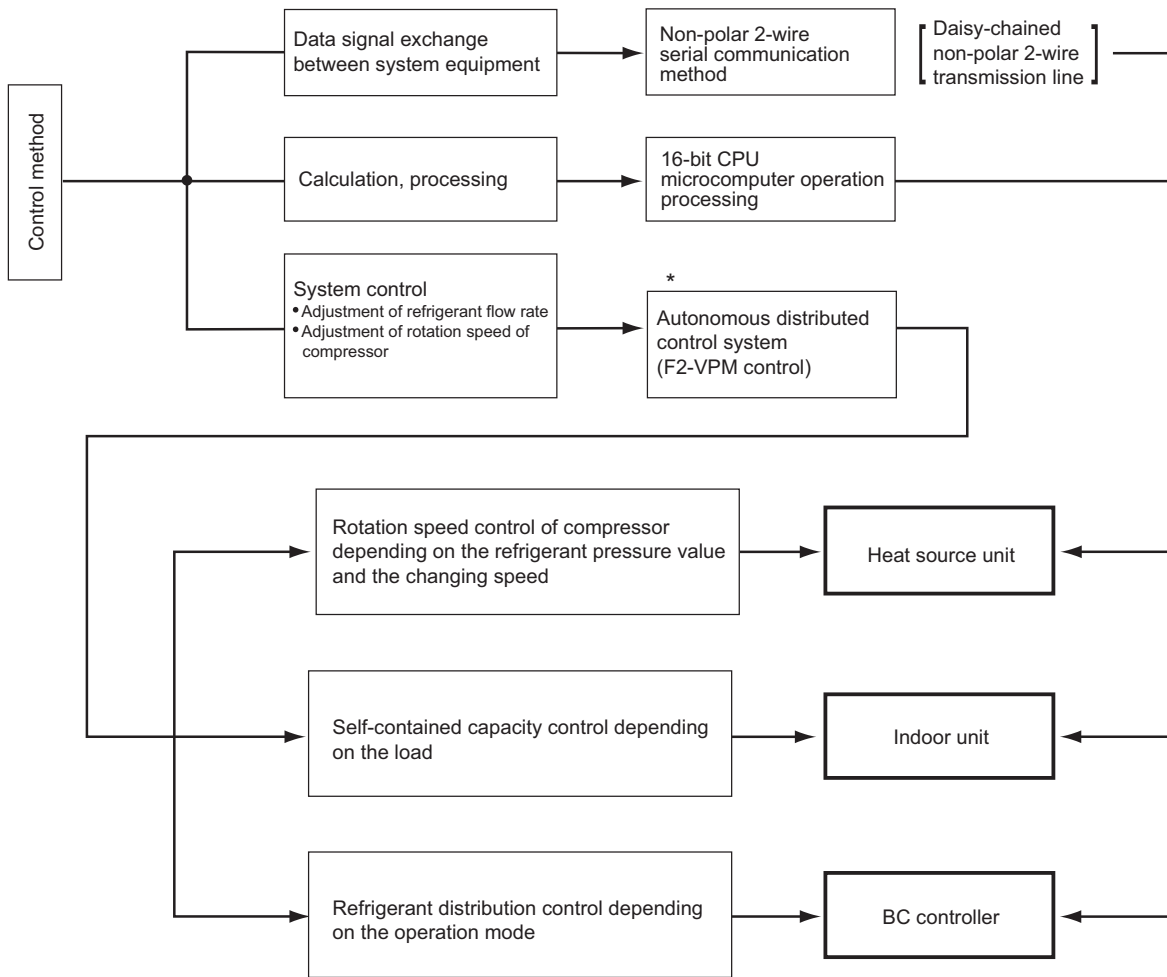 Control method
Data signal exchange
between system equipment
Non-polar 2-wire
serial communication
method
Daisy-chained
non-polar 2-wire
transmission line
Calculation, processing
16-bit CPU
microcomputer operation
processing
System control
• Adjustment of refrigerant flow rate
• Adjustment of rotation speed of
compressor
*
Autonomous distributed
control system
(F2-VPM control)
Rotation speed control of compressor
depending on the refrigerant pressure value
and the changing speed
Heat source unit
Self-contained capacity control depending
on the load
Indoor unit
Refrigerant distribution control depending
on the operation mode
BC controller